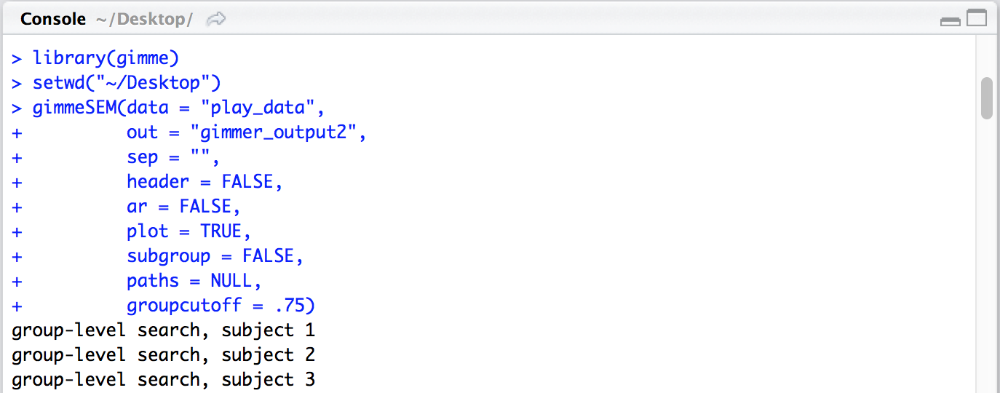 Console ~/Desktop/
> library(gimme)
> setwd("~/Desktop")
> gimmeSEM(data = "play_data",
+          out = "gimmer_output2",
+          sep = "",
+          header = FALSE,
+          ar = FALSE,
+          plot = TRUE,
+          subgroup = FALSE,
+          paths = NULL,
+          groupcutoff = .75)
group-level search, subject 1
group-level search, subject 2
group-level search, subject 3